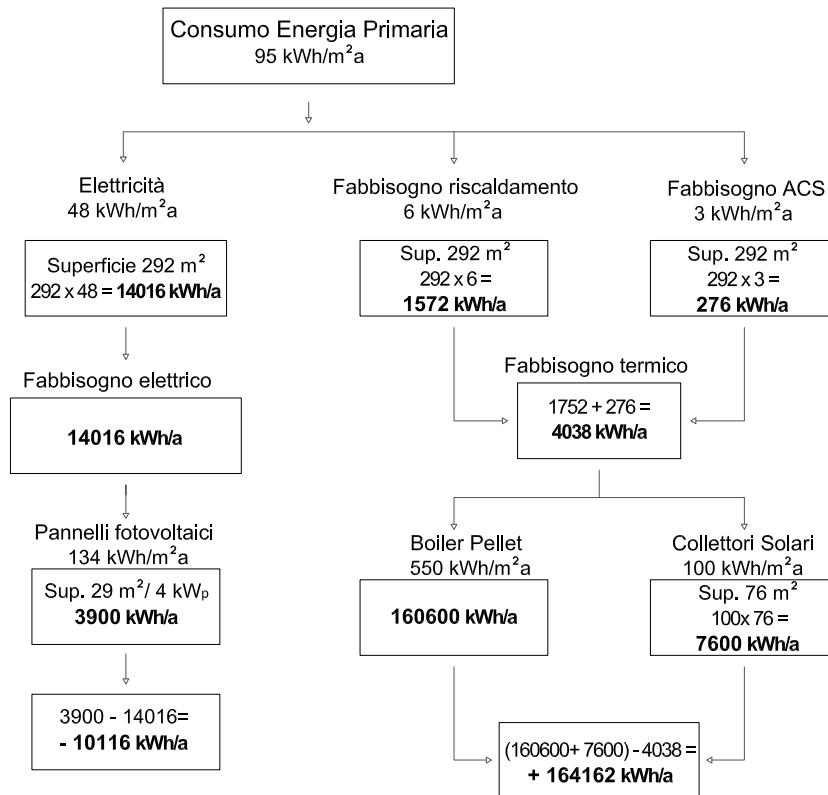 Consumo Energia Primaria
95 kWh/m²a
Elettricità
48 kWh/m²a
Superficie 292 m²
292 x 48 = 14016 kWh/a
Fabbisogno elettrico
14016 kWh/a
Pannelli fotovoltaici
134 kWh/m²a
Sup. 29 m²/ 4 kWp
3900 kWh/a
3900 - 14016=
- 10116 kWh/a
Fabbisogno riscaldamento
6 kWh/m²a
Sup. 292 m²
292 x 6 =
1572 kWh/a
Fabbisogno ACS
3 kWh/m²a
Sup. 292 m²
292 x 3 =
276 kWh/a
Fabbisogno termico
1752 + 276 =
4038 kWh/a
Boiler Pellet
550 kWh/m²a
160600 kWh/a
Collettori Solari
100 kWh/m²a
Sup. 76 m²
100x 76 =
7600 kWh/a
(160600+ 7600) - 4038 =
+ 164162 kWh/a